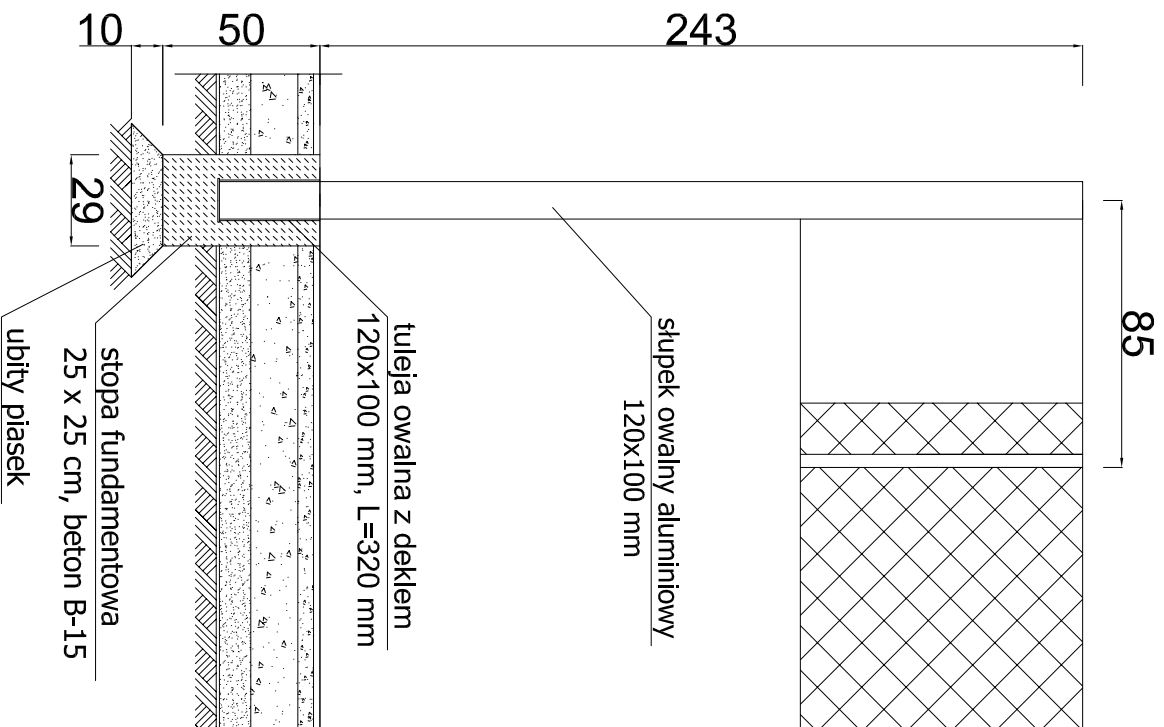 10
50
243
29
85
słupek owalny aluminiowy
120x100 mm
tuleja owalna z deklem
120x100 mm, L=320 mm
stopa fundamentowa
25 x 25 cm, beton B-15
ubity piasek